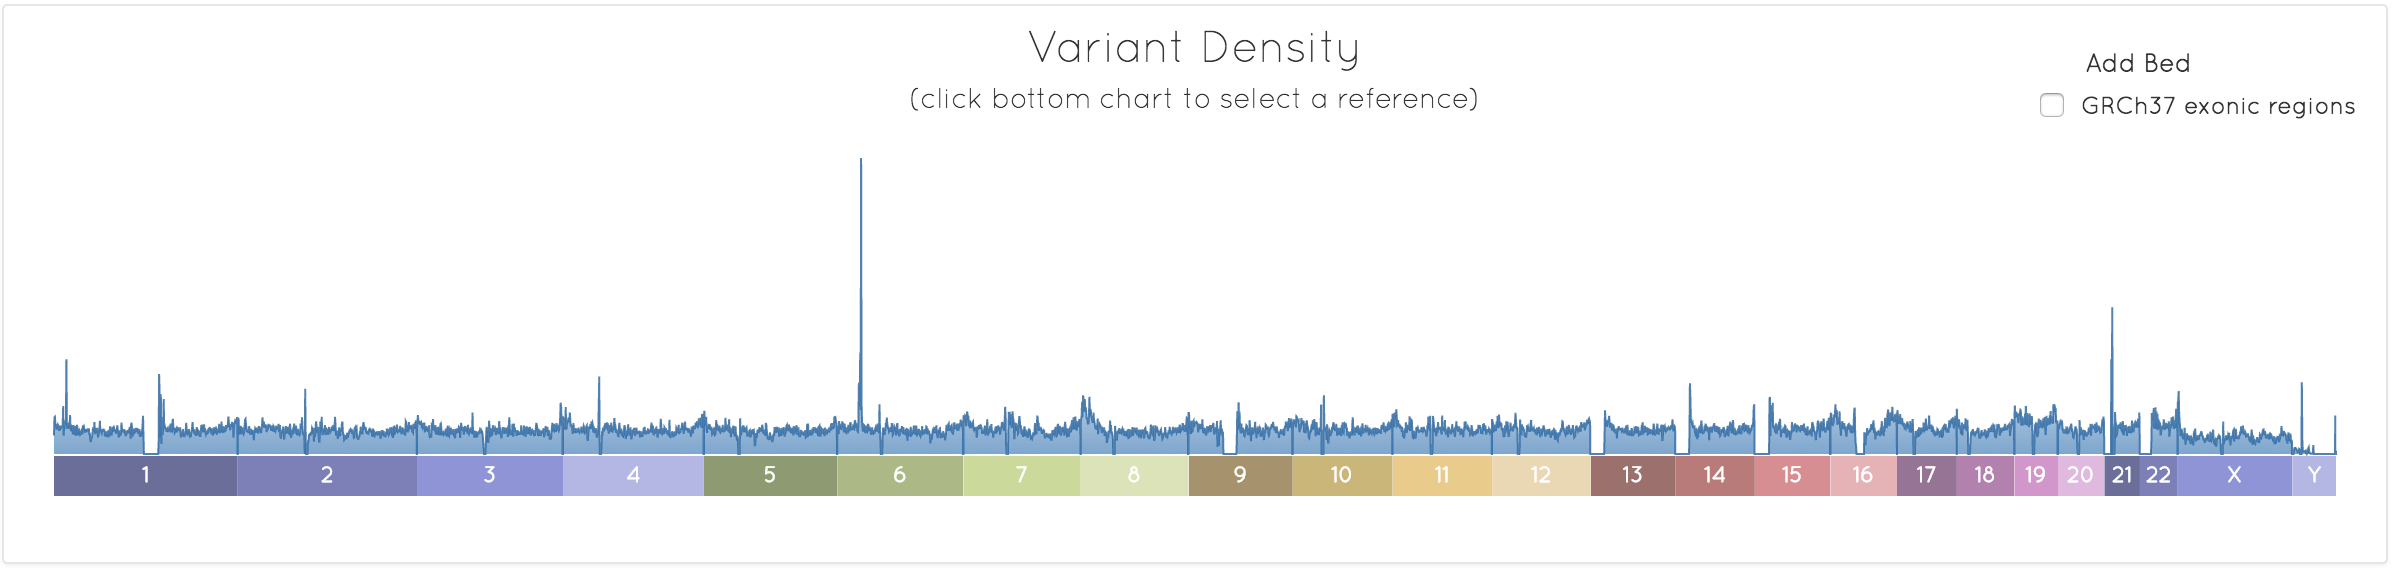 Variant Density
(click bottom chart to select a reference)
Add Bed
GRCh37 exonic regions
1 2 3 4 5 6 7 8 9 10 11 12 13 14 15 16 17 18 19 20 21 22 X Y